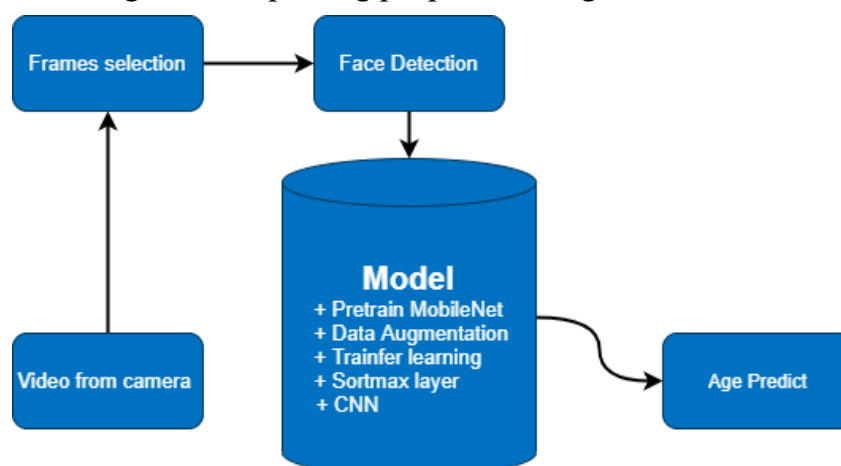 Frames selection
Face Detection
Model
+ Pretrain MobileNet
+ Data Augmentation
+ Trainfer learning
+ Sortmax layer
+ CNN
Video from camera
Age Predict